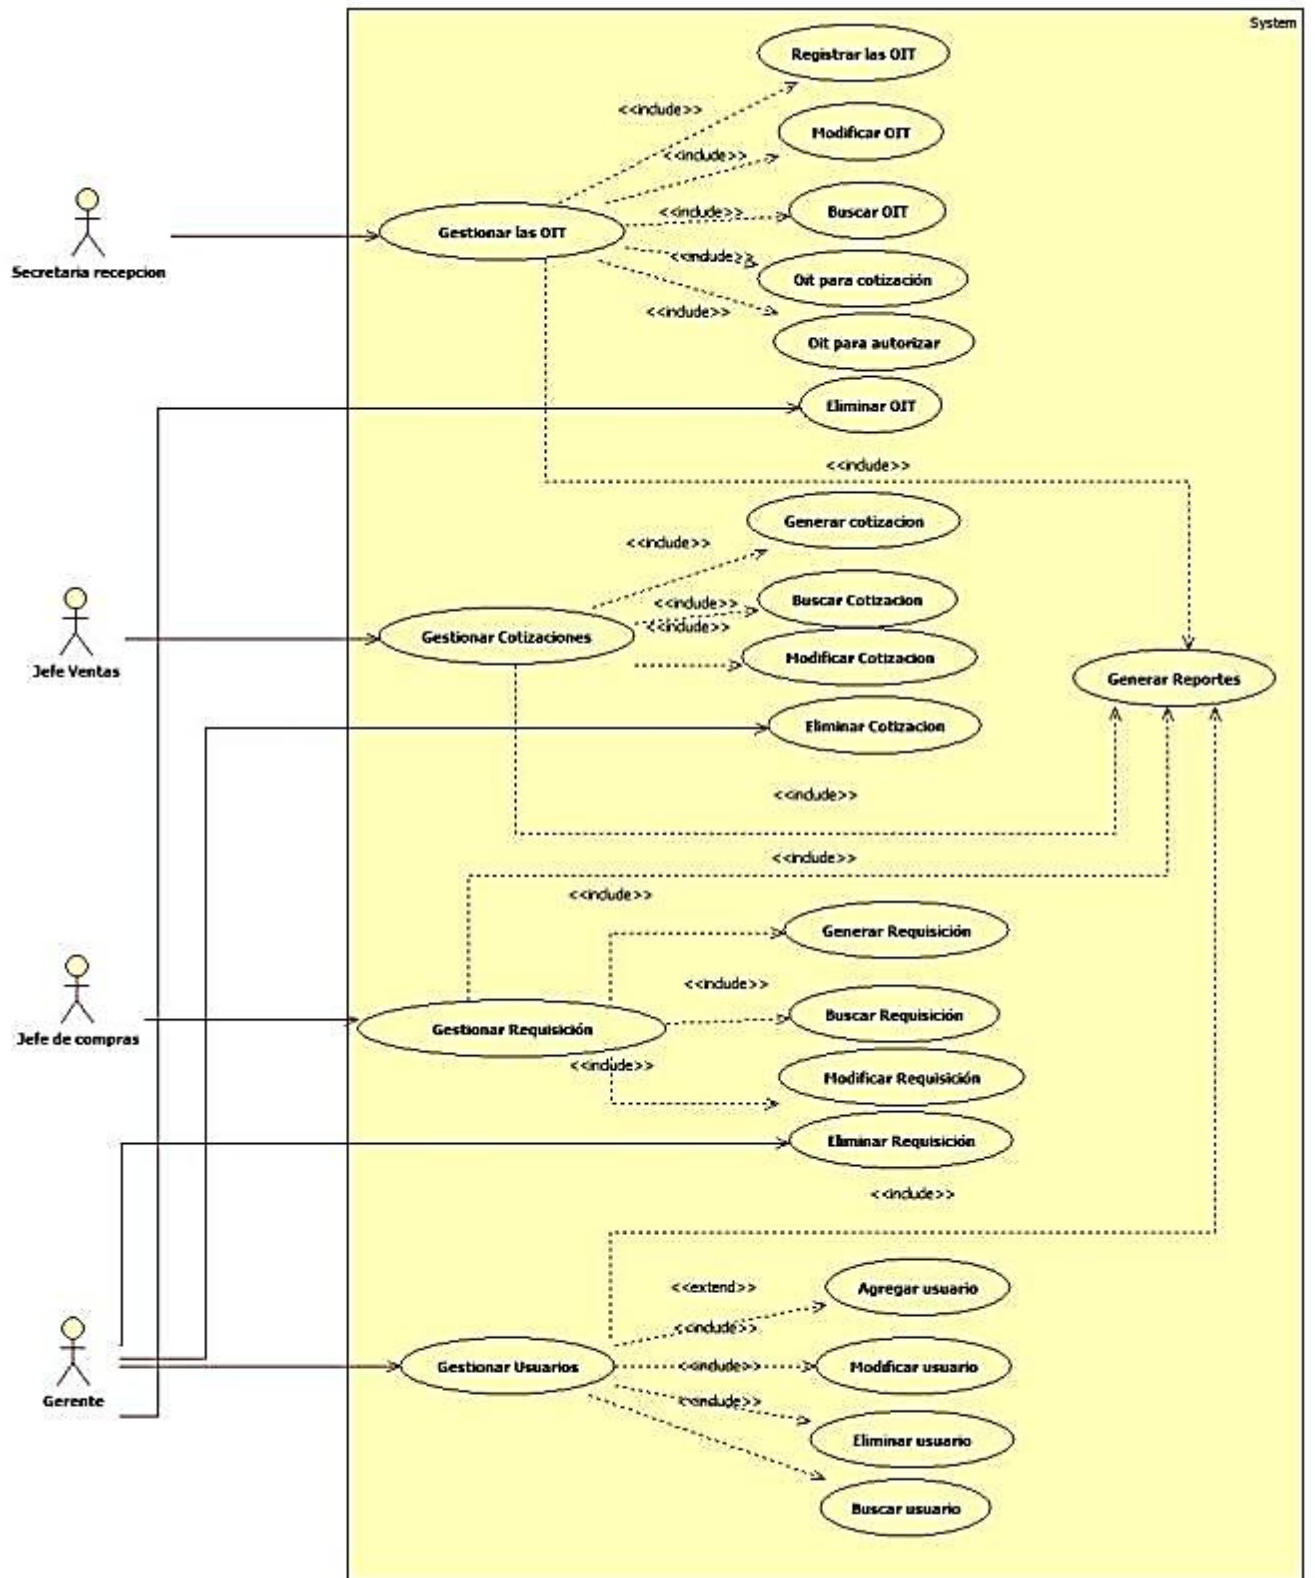 System
Registrar las OIT
<<include>>
Modificar OIT
<<include>>
Buscar OIT
<<include>>
Gestionar las OIT
Secretaria recepcion
<<include>>
Oit para cotización
<<include>>
Oit para autorizar
Eliminar OIT
<<include>>
Generar cotizacion
<<include>>
Buscar Cotizacion
<<include>>
<<include>>
Gestionar Cotizaciones
Modificar Cotizacion
Jefe Ventas
Generar Reportes
Eliminar Cotizacion
<<include>>
<<include>>
<<include>>
Generar Requisición
<<include>>
Buscar Requisición
Gestionar Requisición
Jefe de compras
<<include>>
Modificar Requisición
Eliminar Requisición
<<include>>
<<extend>>
Agregar usuario
<<include>>
Gestionar Usuarios
<<include>>
Modificar usuario
Gerente
<<include>>
Eliminar usuario
Buscar usuario